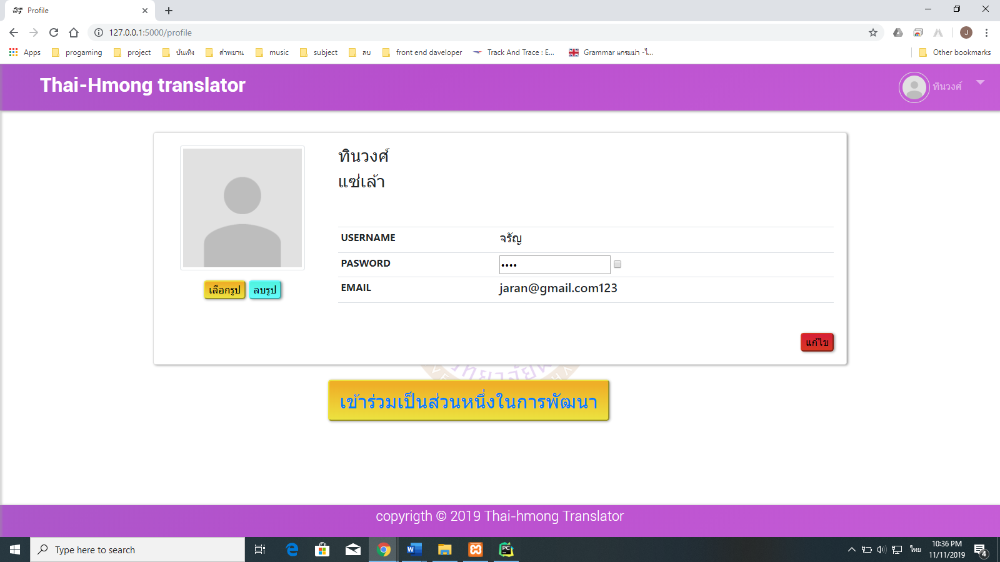 Profile
127.0.0.1:5000/profile
J
Apps
progaming
project
บันเทิง
คำพยาน
music
subject
ลบ
front end daveloper
Track And Trace : E...
Grammar แกรมม่า -ไ...
Other bookmarks
Thai-Hmong translator
ทินวงศ์
ทินวงศ์
แซ่เล้า
USERNAME
จรัญ
PASWORD
••••
EMAIL
jaran@gmail.com123
เลือกรูป
ลบรูป
แก้ไข
เข้าร่วมเป็นส่วนหนึ่งในการพัฒนา
copyrigth © 2019 Thai-hmong Translator
Type here to search
ไทย
10:36 PM
11/11/2019
4